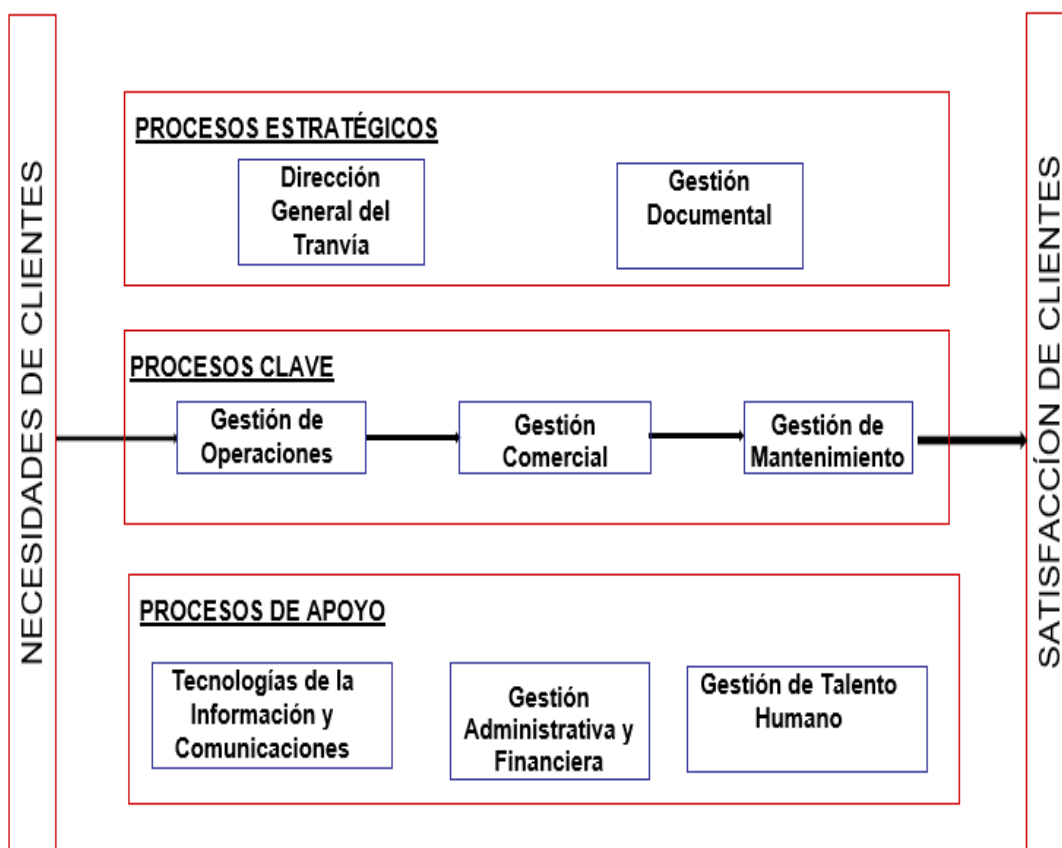 NECESIDADES DE CLIENTES
PROCESOS ESTRATÉGICOS
Dirección
General del
Tranvía
Gestión
Documental
PROCESOS CLAVE
Gestión de
Operaciones
Gestión
Comercial
Gestión de
Mantenimiento
PROCESOS DE APOYO
Tecnologías de la
Información y
Comunicaciones
Gestión
Administrativa y
Financiera
Gestión de Talento
Humano
SATISFACCÍON DE CLIENTES